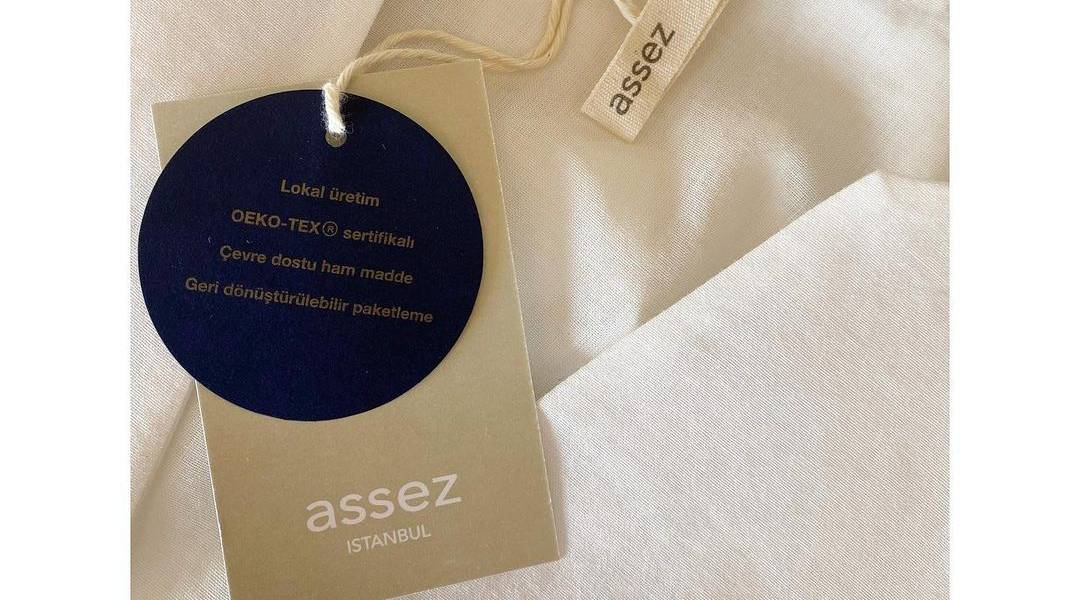 assez
Lokal üretim
OEKO-TEX® sertifikalı
Çevre dostu ham madde
Geri dönüştürülebilir paketleme
assez
ISTANBUL